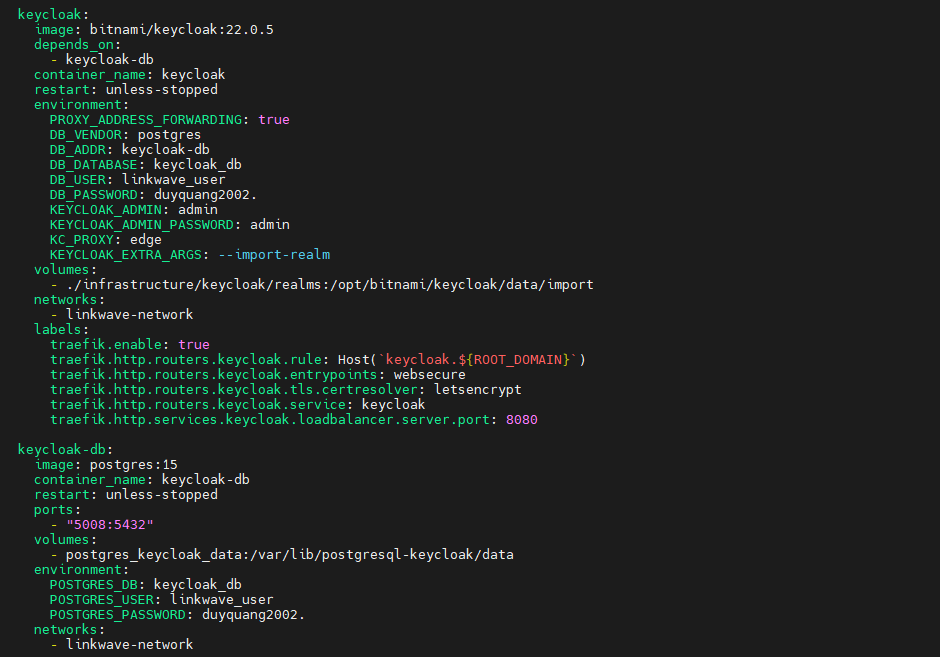 keycloak:
  image: bitnami/keycloak:22.0.5
  depends_on:
    - keycloak-db
  container_name: keycloak
  restart: unless-stopped
  environment:
    PROXY_ADDRESS_FORWARDING: true
    DB_VENDOR: postgres
    DB_ADDR: keycloak-db
    DB_DATABASE: keycloak_db
    DB_USER: linkwave_user
    DB_PASSWORD: duyquang2002.
    KEYCLOAK_ADMIN: admin
    KEYCLOAK_ADMIN_PASSWORD: admin
    KC_PROXY: edge
    KEYCLOAK_EXTRA_ARGS: --import-realm
  volumes:
    - ./infrastructure/keycloak/realms:/opt/bitnami/keycloak/data/import
  networks:
    - linkwave-network
  labels:
    traefik.enable: true
    traefik.http.routers.keycloak.rule: Host(`keycloak.${ROOT_DOMAIN}`)
    traefik.http.routers.keycloak.entrypoints: websecure
    traefik.http.routers.keycloak.tls.certresolver: letsencrypt
    traefik.http.routers.keycloak.service: keycloak
    traefik.http.services.keycloak.loadbalancer.server.port: 8080

keycloak-db:
  image: postgres:15
  container_name: keycloak-db
  restart: unless-stopped
  ports:
    - "5008:5432"
  volumes:
    - postgres_keycloak_data:/var/lib/postgresql-keycloak/data
  environment:
    POSTGRES_DB: keycloak_db
    POSTGRES_USER: linkwave_user
    POSTGRES_PASSWORD: duyquang2002.
  networks:
    - linkwave-network